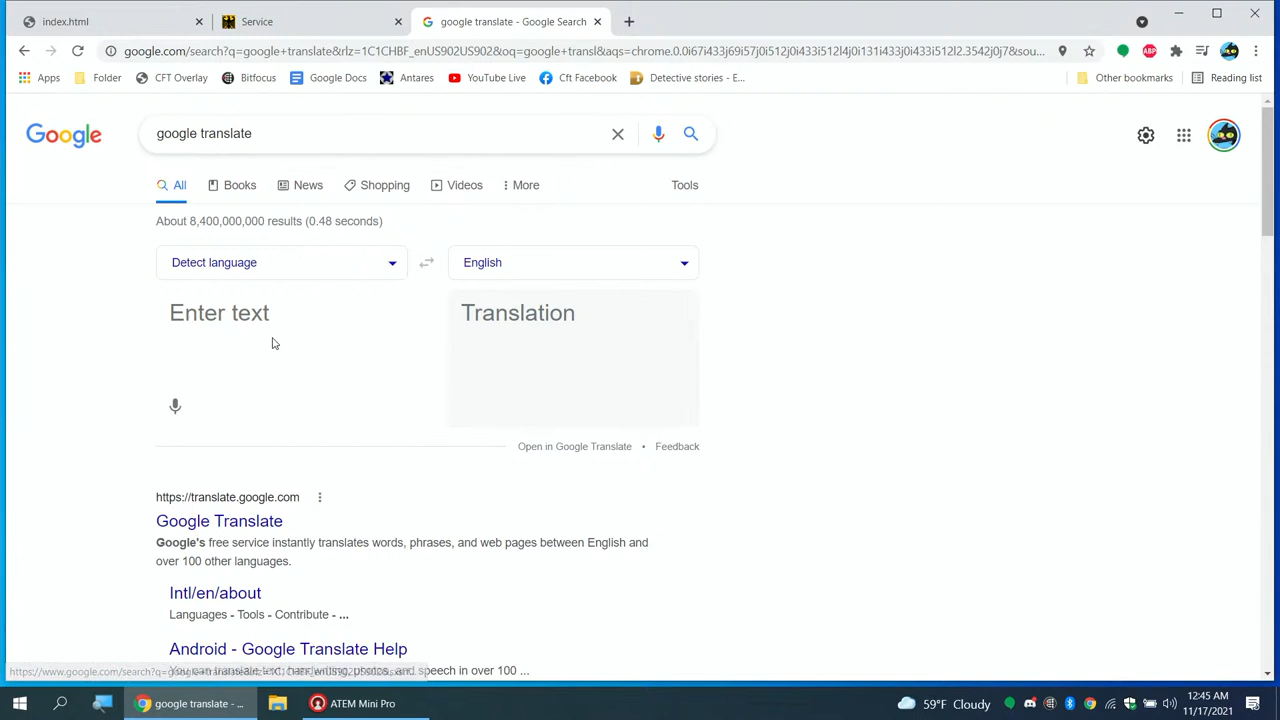 index.html
Service
google translate - Google Search
google.com/search?q=google+translate&rlz=1C1CHBF_enUS902US902&oq=google+transl&aqs=chrome.0.0i67i433j69i57j0i512j0i433i512l4j0i131i433j0i433i512l2.3542j0j7&sou...
Apps
Folder
CFT Overlay
Bitfocus
Google Docs
Antares
YouTube Live
Cft Facebook
Detective stories - E...
Other bookmarks
Reading list
Google
google translate
All
Books
News
Shopping
Videos
More
Tools
About 8,400,000,000 results (0.48 seconds)
Detect language
English
Enter text
Translation
Open in Google Translate • Feedback
https://translate.google.com
Google Translate
Google's free service instantly translates words, phrases, and web pages between English and
over 100 other languages.
Intl/en/about
Languages - Tools - Contribute - ...
Android - Google Translate Help
speech in over 100 ...
google translate - ...
ATEM Mini Pro
59°F Cloudy
12:45 AM
11/17/2021